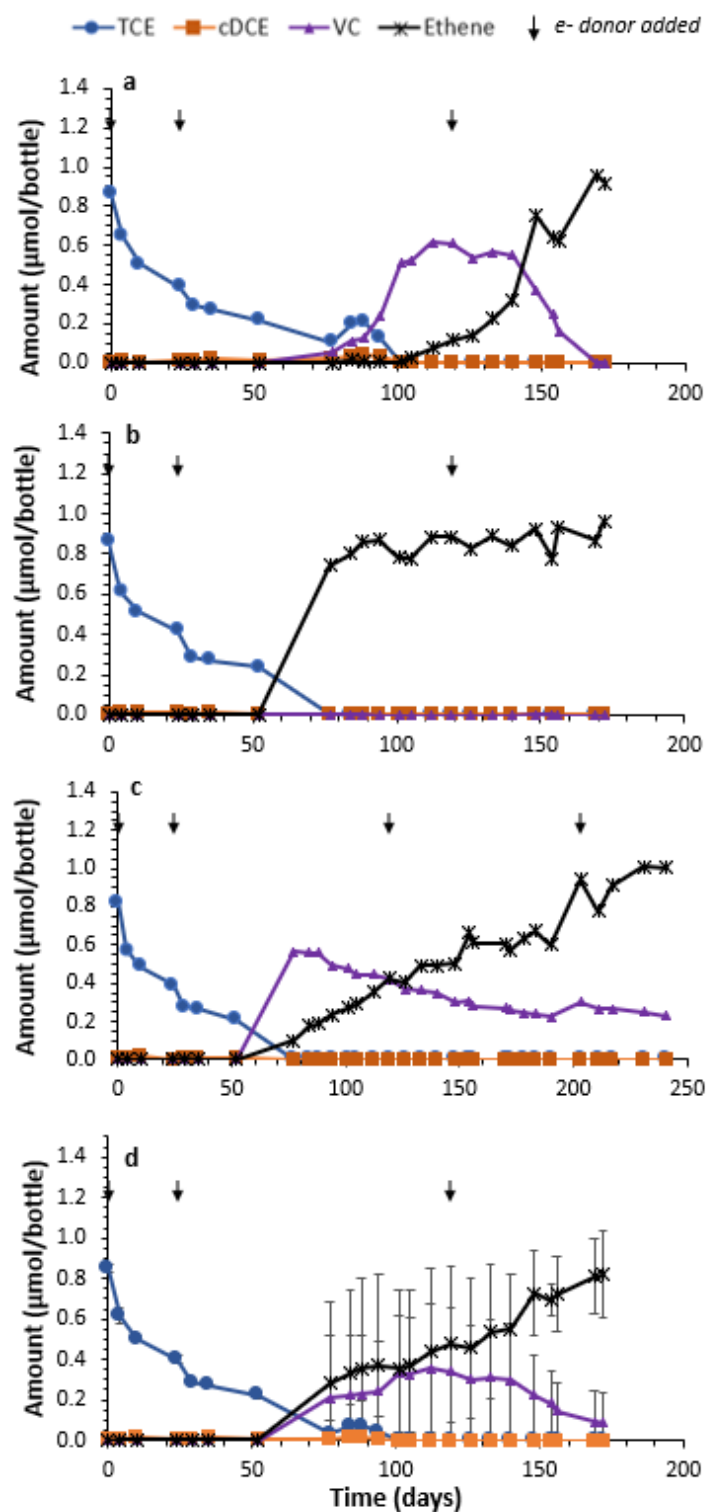 TCE cDCE VC Ethene e- donor added
a
Amount (µmol/bottle)
1.4
1.2
1.0
0.8
0.6
0.4
0.2
0.0
0 50 100 150 200
b
Amount (µmol/bottle)
1.4
1.2
1.0
0.8
0.6
0.4
0.2
0.0
0 50 100 150 200
c
Amount (µmol/bottle)
1.4
1.2
1.0
0.8
0.6
0.4
0.2
0.0
0 50 100 150 200 250
d
Amount (µmol/bottle)
1.4
1.2
1.0
0.8
0.6
0.4
0.2
0.0
0 50 100 150 200
Time (days)